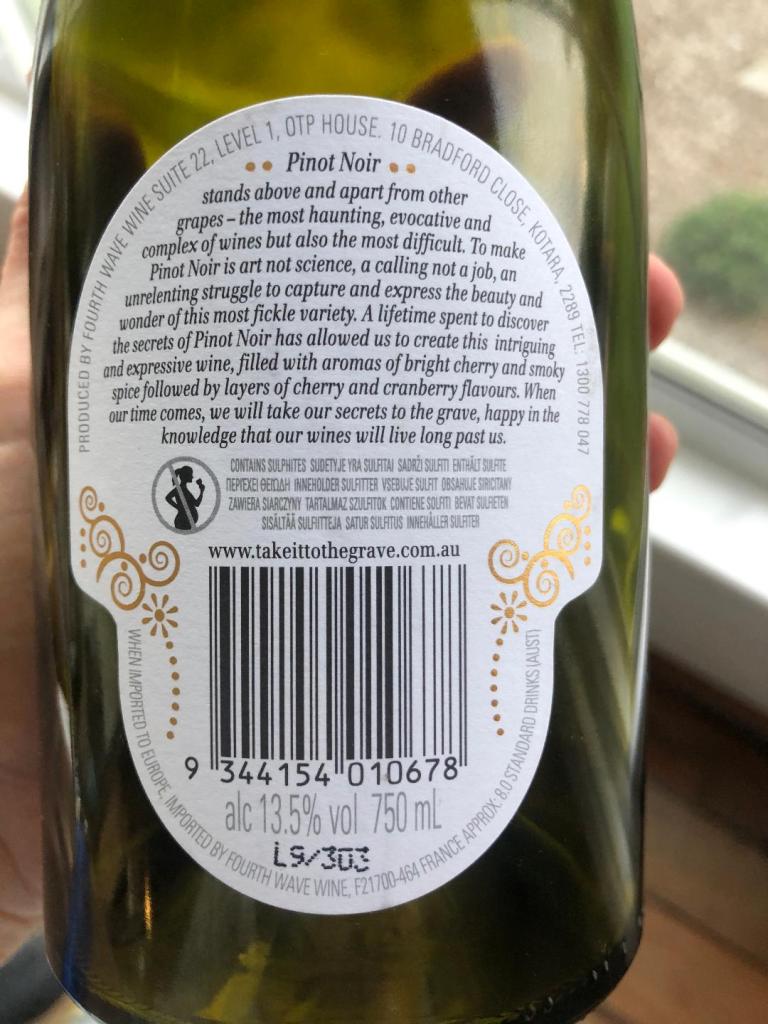 PRODUCED BY FOURTH WAVE WINE SUITE 22, LEVEL 1, OTP HOUSE. 10 BRADFORD CLOSE, KOTARA, 2289 TEL: 1300 778 047
Pinot Noir
stands above and apart from other
grapes – the most haunting, evocative and
complex of wines but also the most difficult. To make
Pinot Noir is art not science, a calling not a job, an
unrelenting struggle to capture and express the beauty and
wonder of this most fickle variety. A lifetime spent to discover
the secrets of Pinot Noir has allowed us to create this intriguing
and expressive wine, filled with aromas of bright cherry and smoky
spice followed by layers of cherry and cranberry flavours. When
our time comes, we will take our secrets to the grave, happy in the
knowledge that our wines will live long past us.
CONTAINS SULPHITES SUDETYJE YRA SULFITAI SADRŽI SULFITI ENTHÄLT SULFITE
ΠΕΡΙΕΧΕΙ ΘΕΙΩΔΗ INNEHOLDER SULFITTER VSEBUJE SULFIT OBSAHUJE SIRICITANY
ZAWIERA SIARCZYNY TARTALMAZ SZULFITOK CONTIENE SOLFITI BEVAT SULFIETEN
SISÄLTÄÄ SULFIITTEJA SATUR SULFITUS INNEHÅLLER SULFITER
www.takeittothegrave.com.au
9 344154 010678
alc 13.5% vol 750 mL
L9/303
WHEN IMPORTED TO EUROPE, IMPORTED BY FOURTH WAVE WINE, F21700-464 FRANCE APPROX. 8.0 STANDARD DRINKS (AUST)